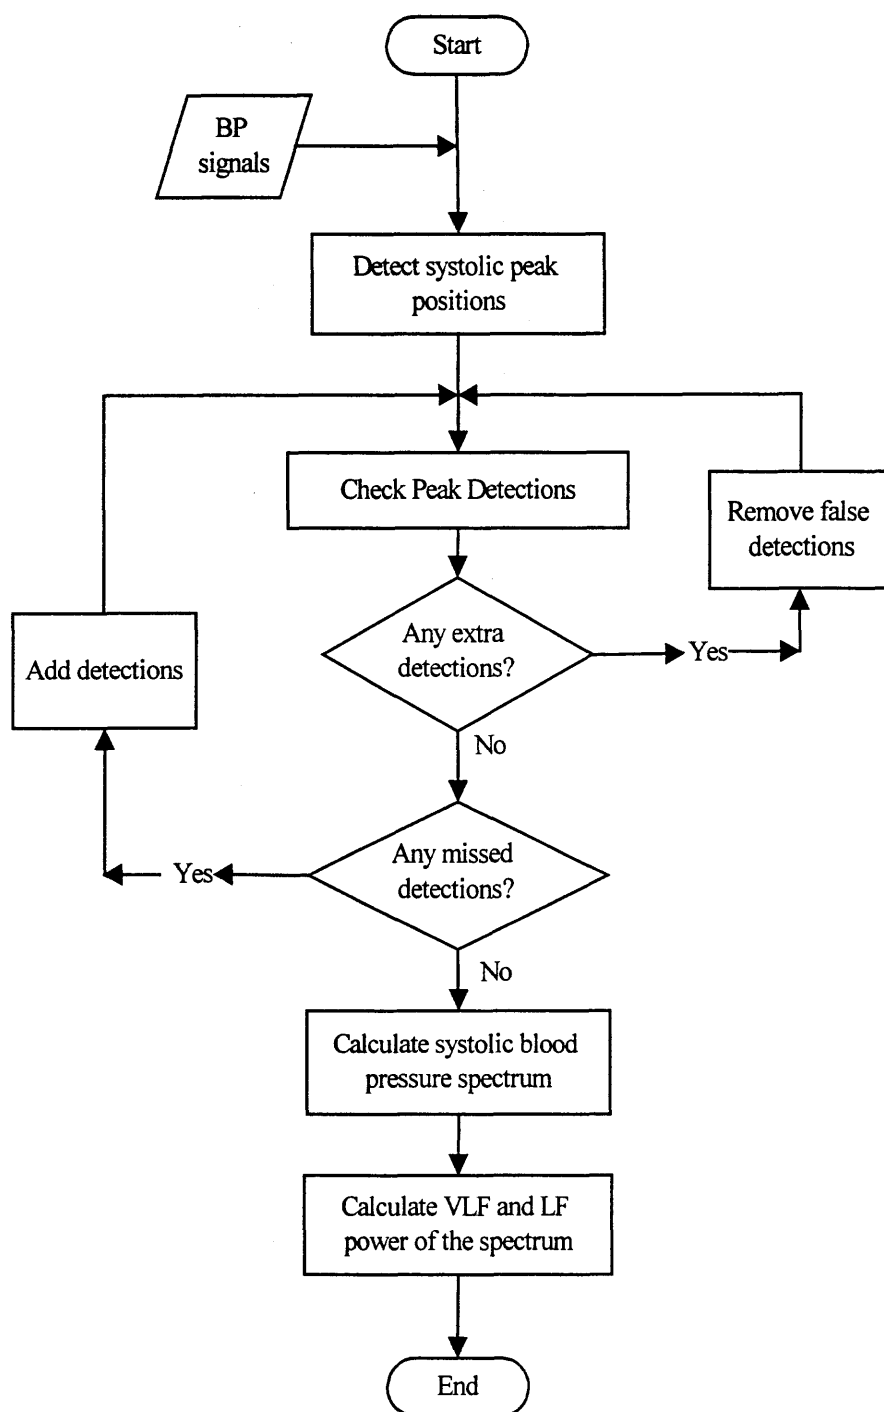 Start
BP
signals
Detect systolic peak
positions
Check Peak Detections
Remove false
detections
Any extra
detections?
Yes
Add detections
No
Any missed
detections?
Yes
No
Calculate systolic blood
pressure spectrum
Calculate VLF and LF
power of the spectrum
End